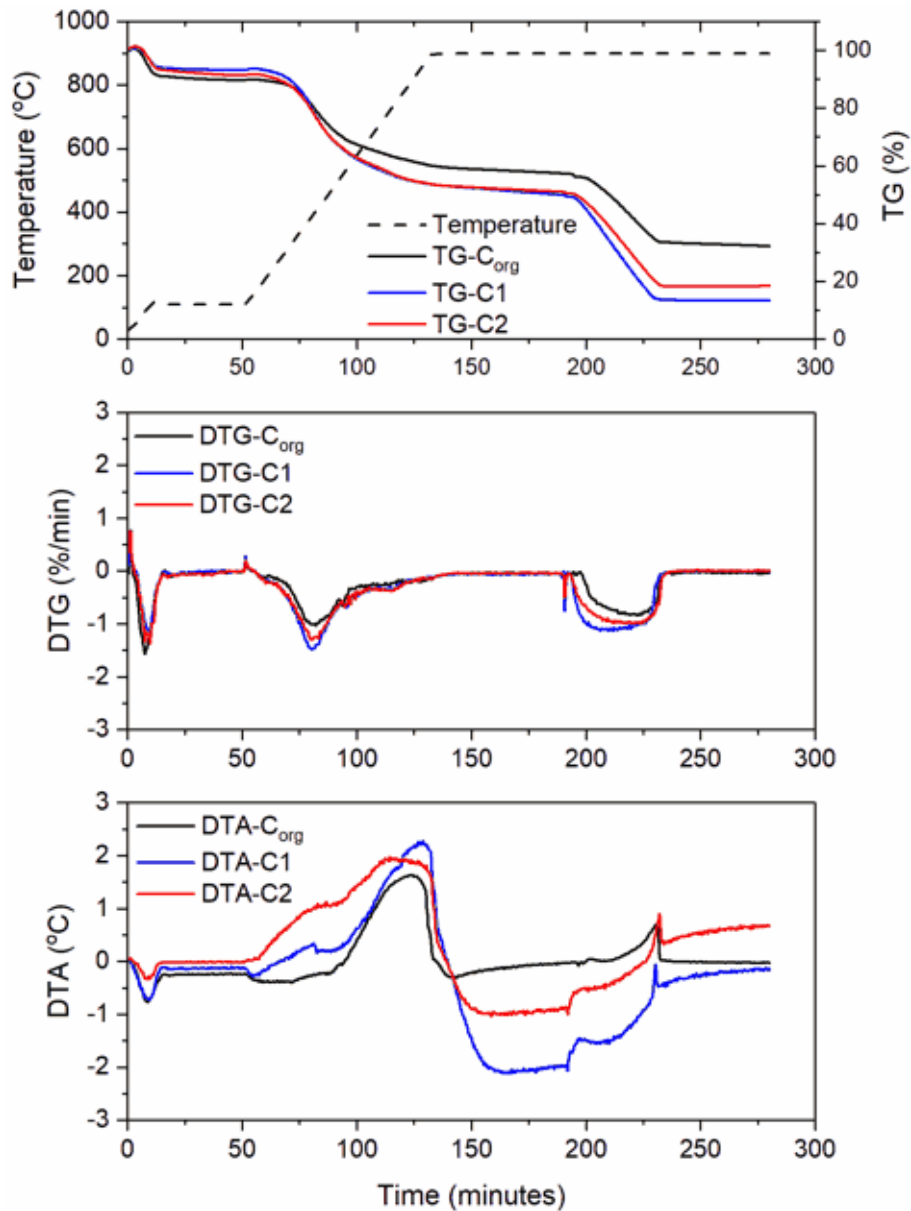 1000
800
600
400
200
0
Temperature (°C)
100
80
60
40
20
0
TG (%)
Temperature
TG-Corg
TG-C1
TG-C2
0 50 100 150 200 250 300
3
2
1
0
-1
-2
-3
DTG (%/min)
DTG-Corg
DTG-C1
DTG-C2
0 50 100 150 200 250 300
3
2
1
0
-1
-2
-3
DTA (°C)
DTA-Corg
DTA-C1
DTA-C2
0 50 100 150 200 250 300
Time (minutes)